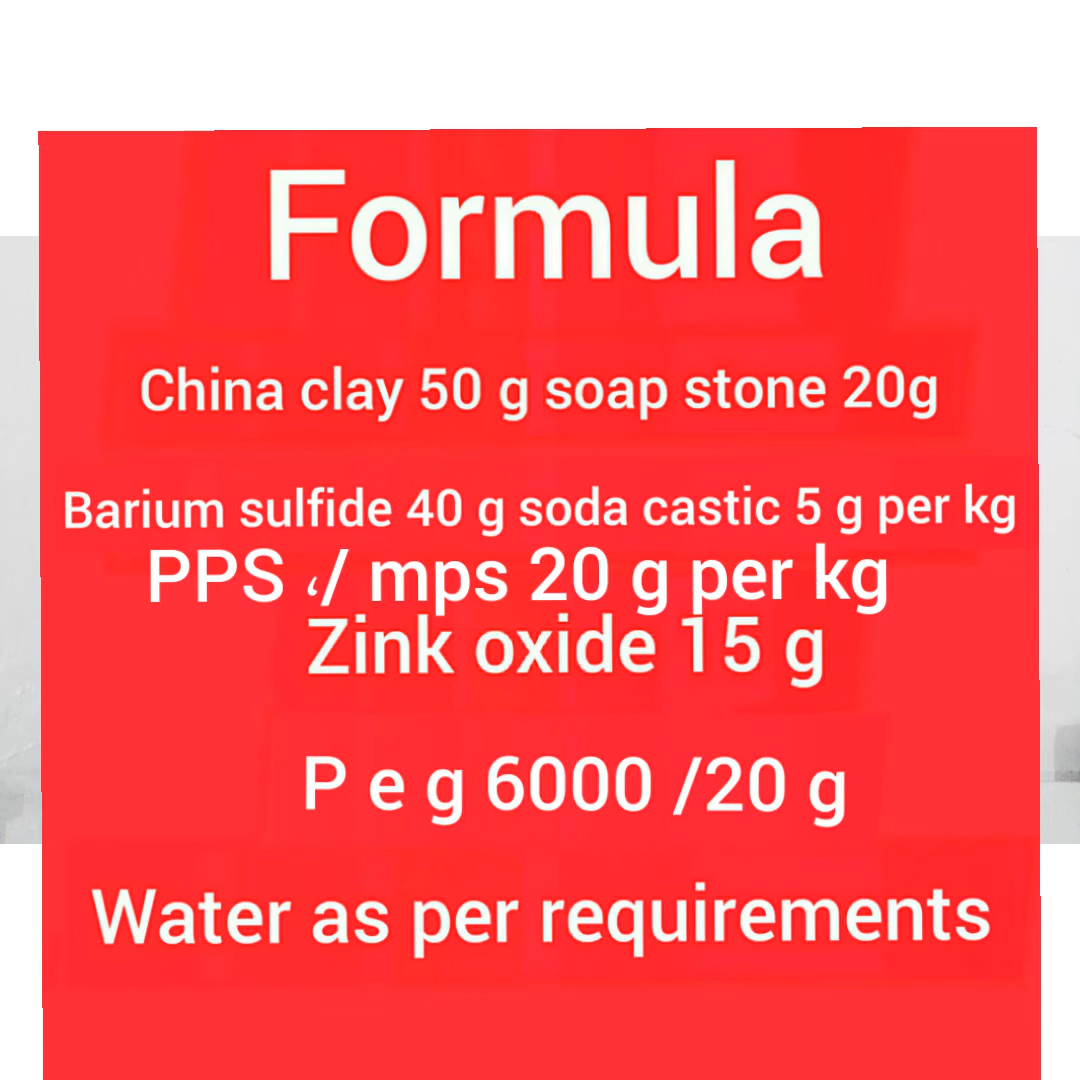 Formula
China clay 50 g soap stone 20g
Barium sulfide 40 g soda castic 5 g per kg
PPS ،/ mps 20 g per kg
Zink oxide 15 g
P e g 6000 /20 g
Water as per requirements